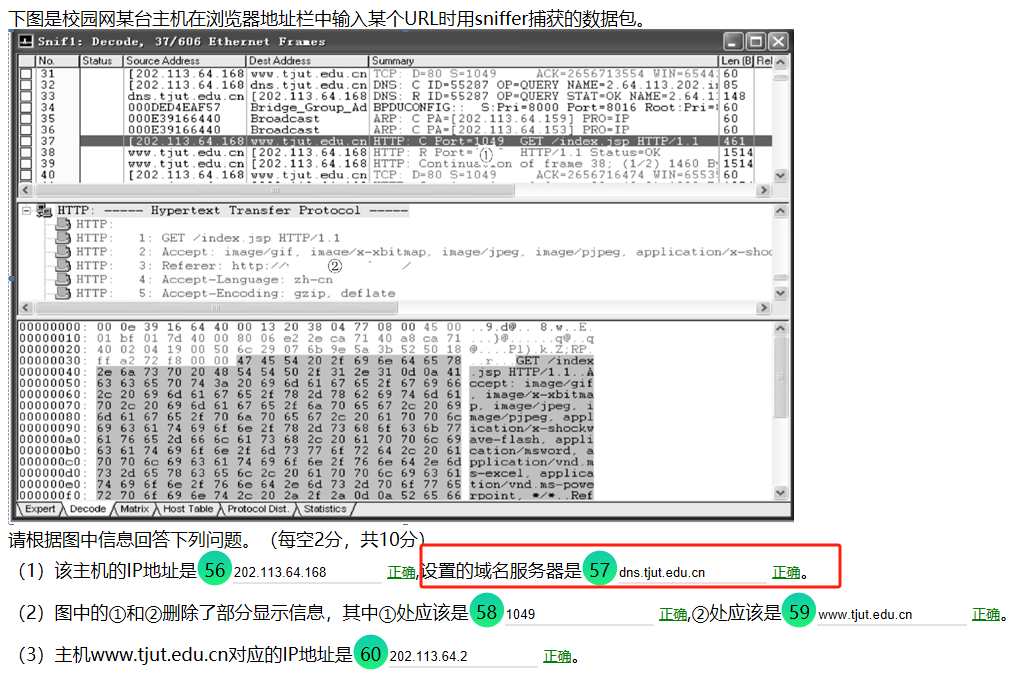 下图是校园网某台主机在浏览器地址栏中输入某个URL时用sniffer捕获的数据包。
Snif1: Decode, 37/606 Ethernet Frames
No. Status Source Address Dest Address Summary Len (B Rel
31 [202.113.64.168 www.tjut.edu.cn TCP: D=80 S=1049 ACK=2656713554 WIN=6544 60
32 [202.113.64.168 dns.tjut.edu.cn DNS: C ID=55287 OP=QUERY NAME=2.64.113.202.in 85
33 dns.tjut.edu.cn [202.113.64.168 DNS: R ID=55287 OP=QUERY STAT=OK NAME=2.64.1 148
34 000DED4EAF57 Bridge_Group_Ad BPDUCONFIG:: S:Pri=8000 Port=8016 Root:Pri= 60
35 000E39166440 Broadcast ARP: C PA=[202.113.64.159] PRO=IP 60
36 000E39166440 Broadcast ARP: C PA=[202.113.64.153] PRO=IP 60
37 [202.113.64.168 www.tjut.edu.cn HTTP: C Port=1049 GET /index.jsp HTTP/1.1 461
38 www.tjut.edu.cn [202.113.64.168 HTTP: R Port= ① HTTP/1.1 Status=OK 1514
39 www.tjut.edu.cn [202.113.64.168 HTTP: Continuation of frame 38; (1/2) 1460 B 1514
40 [202.113.64.168 www.tjut.edu.cn TCP: D=80 S=1049 ACK=2656716474 WIN=6553 60
HTTP: ----- Hypertext Transfer Protocol -----
HTTP:
HTTP: 1: GET /index.jsp HTTP/1.1
HTTP: 2: Accept: image/gif, image/x-xbitmap, image/jpeg, image/pjpeg, application/x-shoc
HTTP: 3: Referer: http:// ② /
HTTP: 4: Accept-Language: zh-cn
HTTP: 5: Accept-Encoding: gzip, deflate
00000000: 00 0e 39 16 64 40 00 13 20 38 04 77 08 00 45 00 ..9.d@.. 8.w..E.
00000010: 01 bf 01 7d 40 00 80 06 e2 2e ca 71 40 a8 ca 71 ...}@......q@..q
00000020: 40 02 04 19 00 50 6c 29 07 6b 9e 5a 3b 52 50 18 @....Pl).k.Z;RP.
00000030: ff a2 72 f8 00 00 47 45 54 20 2f 69 6e 64 65 78 ..r...GET /index
00000040: 2e 6a 73 70 20 48 54 54 50 2f 31 2e 31 0d 0a 41 .jsp HTTP/1.1..A
00000050: 63 63 65 70 74 3a 20 69 6d 61 67 65 2f 67 69 66 ccept: image/gif
00000060: 2c 20 69 6d 61 67 65 2f 78 2d 78 62 69 74 6d 61 , image/x-xbitma
00000070: 70 2c 20 69 6d 61 67 65 2f 6a 70 65 67 2c 20 69 p, image/jpeg, i
00000080: 6d 61 67 65 2f 70 6a 70 65 67 2c 20 61 70 70 6c mage/pjpeg, appl
00000090: 69 63 61 74 69 6f 6e 2f 78 2d 73 68 6f 63 6b 77 ication/x-shockw
000000a0: 61 76 65 2d 66 6c 61 73 68 2c 20 61 70 70 6c 69 ave-flash, appli
000000b0: 63 61 74 69 6f 6e 2f 6d 73 77 6f 72 64 2c 20 61 cation/msword, a
000000c0: 70 70 6c 69 63 61 74 69 6f 6e 2f 76 6e 64 2e 6d pplication/vnd.m
000000d0: 73 2d 65 78 63 65 6c 2c 20 61 70 70 6c 69 63 61 s-excel, applica
000000e0: 74 69 6f 6e 2f 76 6e 64 2e 6d 73 2d 70 6f 77 65 tion/vnd.ms-powe
000000f0: 72 70 6f 69 6e 74 2c 20 2a 2f 2a 0d 0a 52 65 66 rpoint, */*..Ref
Expert Decode Matrix Host Table Protocol Dist. Statistics
请根据图中信息回答下列问题。（每空2分，共10分）
（1）该主机的IP地址是 56 202.113.64.168 正确,设置的域名服务器是 57 dns.tjut.edu.cn 正确。
（2）图中的①和②删除了部分显示信息，其中①处应该是 58 1049 正确,②处应该是 59 www.tjut.edu.cn 正确。
（3）主机www.tjut.edu.cn对应的IP地址是 60 202.113.64.2 正确。